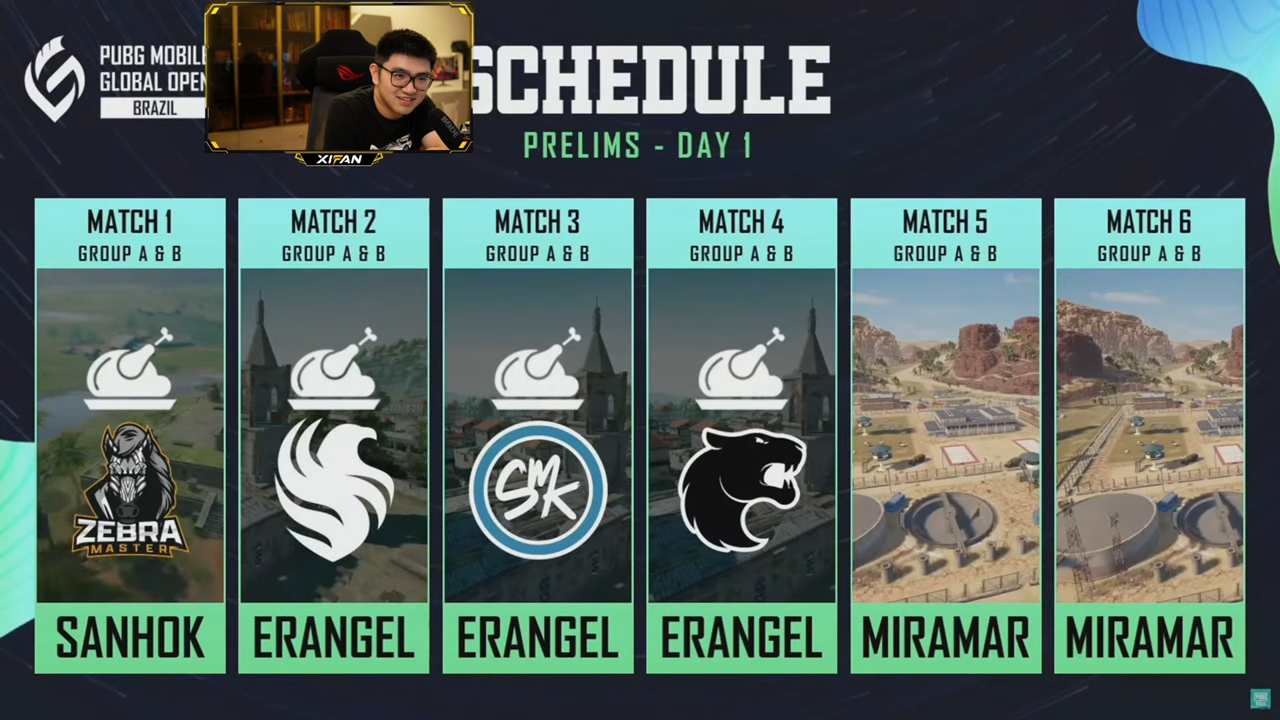 PUBG MOBILE
GLOBAL OPEN
BRAZIL
SCHEDULE
PRELIMS - DAY 1
XIFAN
MATCH 1
GROUP A & B
MATCH 2
GROUP A & B
MATCH 3
GROUP A & B
MATCH 4
GROUP A & B
MATCH 5
GROUP A & B
MATCH 6
GROUP A & B
ZEBRA
MASTER
SMK
SANHOK
ERANGEL
ERANGEL
ERANGEL
MIRAMAR
MIRAMAR